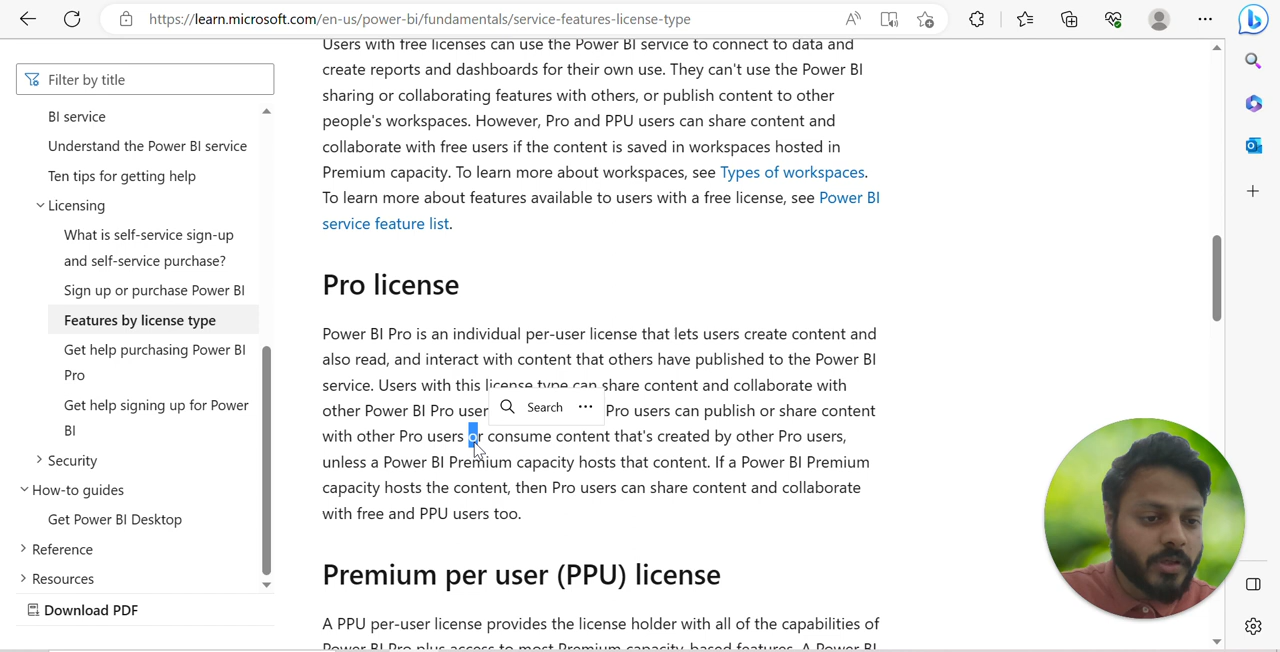 https://learn.microsoft.com/en-us/power-bi/fundamentals/service-features-license-type
Filter by title
BI service
Understand the Power BI service
Ten tips for getting help
Licensing
What is self-service sign-up
and self-service purchase?
Sign up or purchase Power BI
Features by license type
Get help purchasing Power BI
Pro
Get help signing up for Power
BI
Security
How-to guides
Get Power BI Desktop
Reference
Resources
Download PDF
Users with free licenses can use the Power BI service to connect to data and
create reports and dashboards for their own use. They can't use the Power BI
sharing or collaborating features with others, or publish content to other
people's workspaces. However, Pro and PPU users can share content and
collaborate with free users if the content is saved in workspaces hosted in
Premium capacity. To learn more about workspaces, see Types of workspaces.
To learn more about features available to users with a free license, see Power BI
service feature list.
Pro license
Power BI Pro is an individual per-user license that lets users create content and
also read, and interact with content that others have published to the Power BI
service. Users with this license type can share content and collaborate with
other Power BI Pro user Pro users can publish or share content
Search
with other Pro users or consume content that's created by other Pro users,
unless a Power BI Premium capacity hosts that content. If a Power BI Premium
capacity hosts the content, then Pro users can share content and collaborate
with free and PPU users too.
Premium per user (PPU) license
A PPU per-user license provides the license holder with all of the capabilities of
Power BI Pro plus access to most Premium capacity-based features. A Power BI